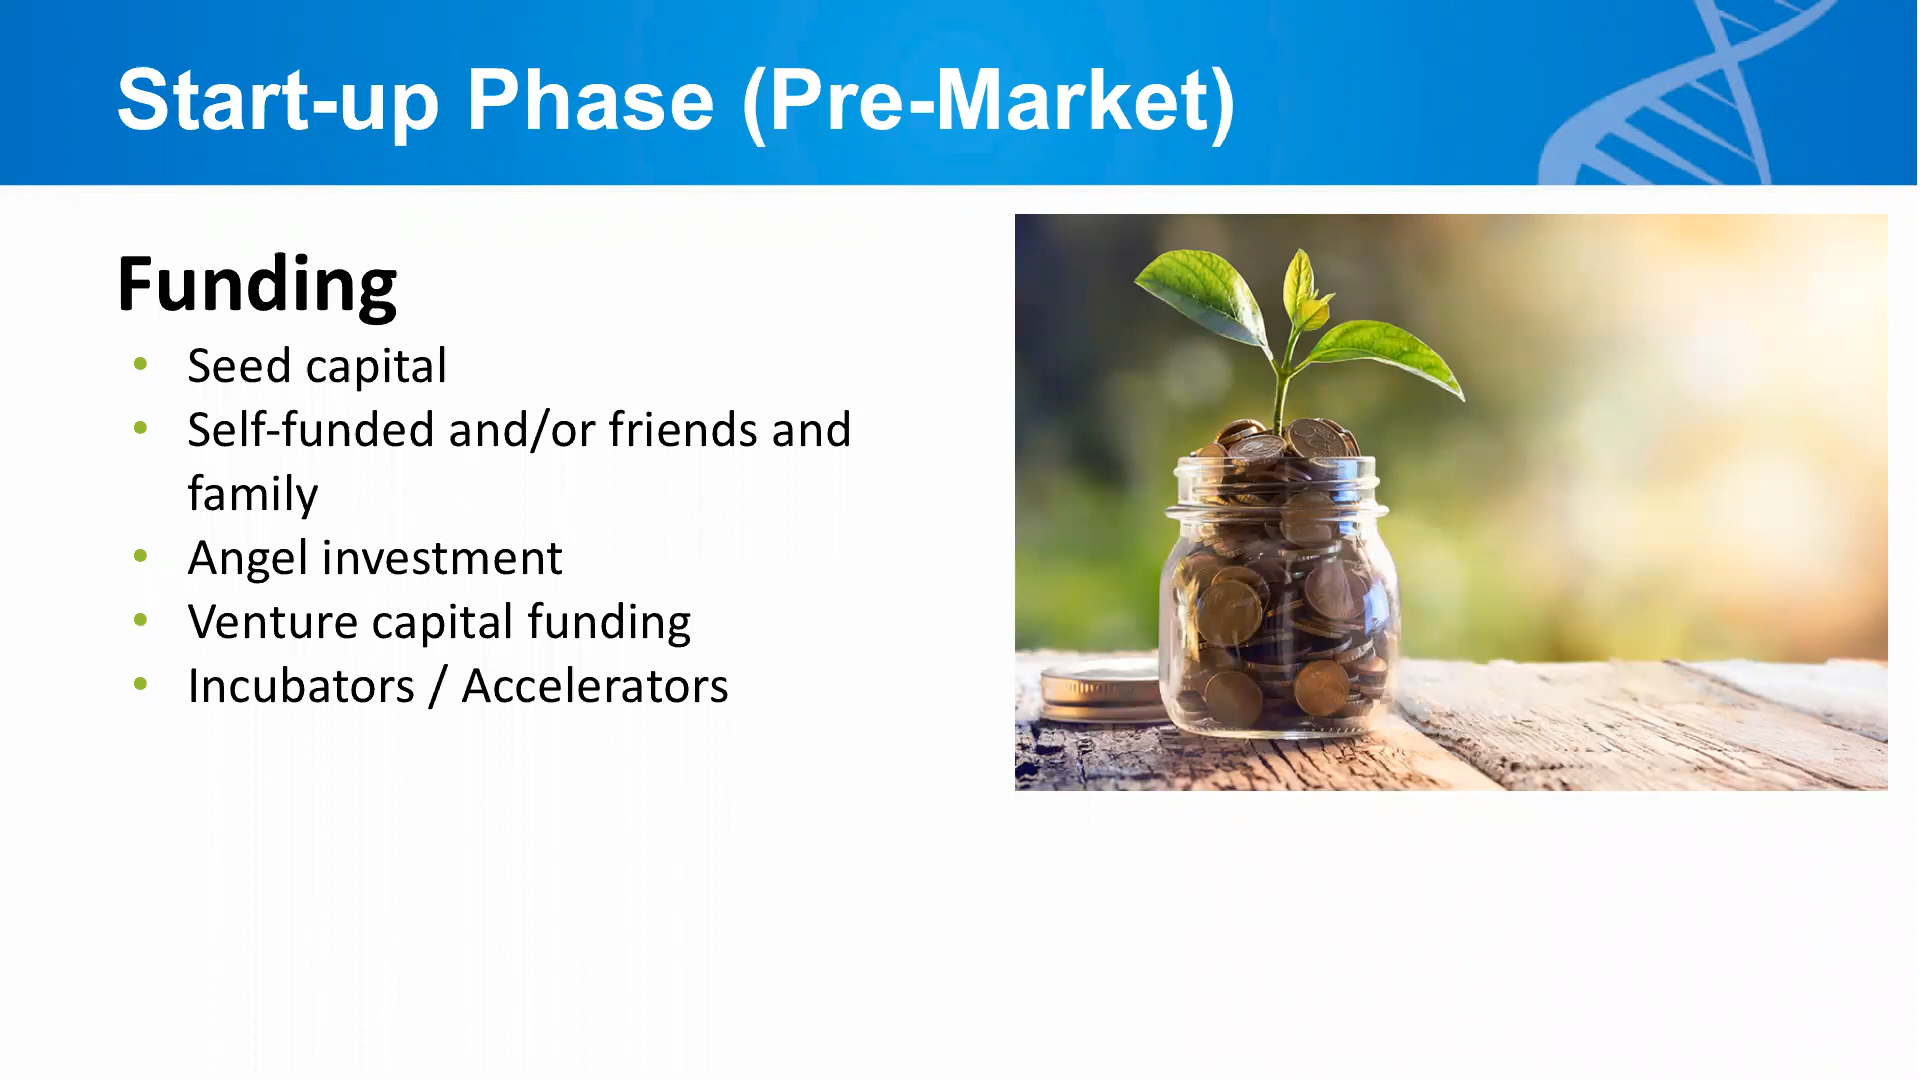 Start-up Phase (Pre-Market)
Funding
• Seed capital
• Self-funded and/or friends and
family
• Angel investment
• Venture capital funding
• Incubators / Accelerators